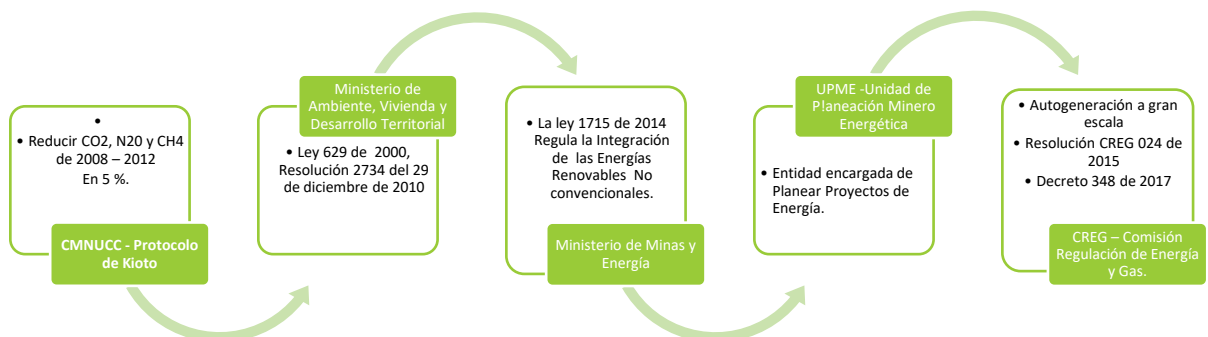 •
• Reducir CO2, N20 y CH4
de 2008 – 2012
En 5 %.
CMNUCC - Protocolo
de Kioto
Ministerio de
Ambiente, Vivienda y
Desarrollo Territorial
• Ley 629 de 2000,
Resolución 2734 del 29
de diciembre de 2010
• La ley 1715 de 2014
Regula la Integración
de las Energías
Renovables No
convencionales.
Ministerio de Minas y
Energía
UPME -Unidad de
P!aneación Minero
Energética
• Entidad encargada de
Planear Proyectos de
Energía.
• Autogeneración a gran
escala
• Resolución CREG 024 de
2015
• Decreto 348 de 2017
CREG – Comisión
Regulación de Energía
y Gas.